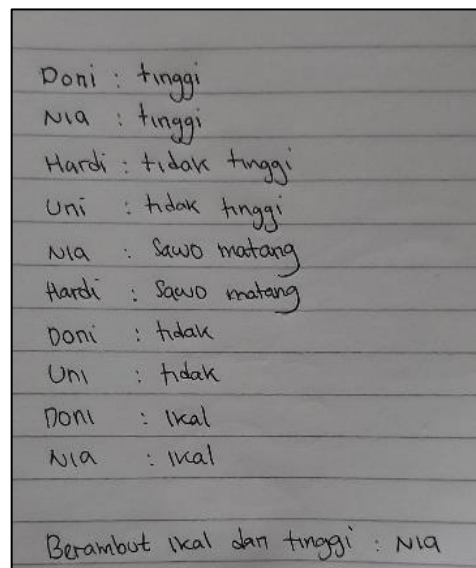 Doni : tinggi
Nia : tinggi
Hardi : tidak tinggi
Uni : tidak tinggi
Nia : Sawo matang
Hardi : Sawo matang
Doni : tidak
Uni : tidak
Doni : Ikal
Nia : Ikal
Berambut Ikal dan tinggi : Nia